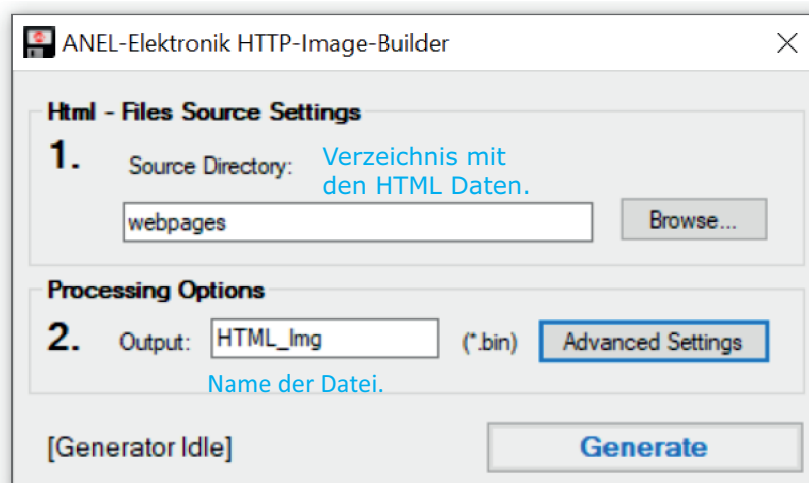 ANEL-Elektronik HTTP-Image-Builder
Html - Files Source Settings
1. Source Directory: Verzeichnis mit
den HTML Daten.
webpages Browse...
Processing Options
2. Output: HTML_Img (*.bin) Advanced Settings
Name der Datei.
[Generator Idle] Generate